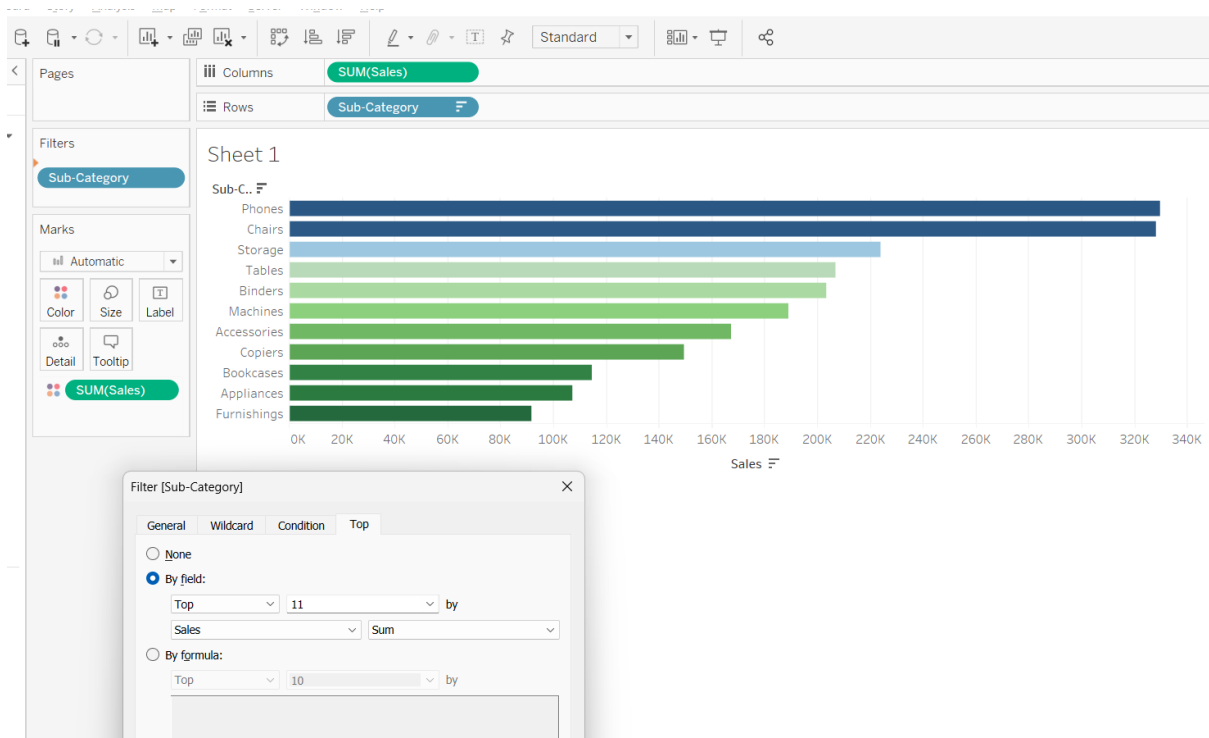 Standard
Pages
Columns
SUM(Sales)
Rows
Sub-Category
Filters
Sub-Category
Sheet 1
Sub-C..
Phones
Chairs
Storage
Tables
Binders
Machines
Accessories
Copiers
Bookcases
Appliances
Furnishings
0K 20K 40K 60K 80K 100K 120K 140K 160K 180K 200K 220K 240K 260K 280K 300K 320K 340K
Sales
Marks
Automatic
Color Size Label
Detail Tooltip
SUM(Sales)
Filter [Sub-Category]
General Wildcard Condition Top
None
By field:
Top 11 by
Sales Sum
By formula:
Top 10 by